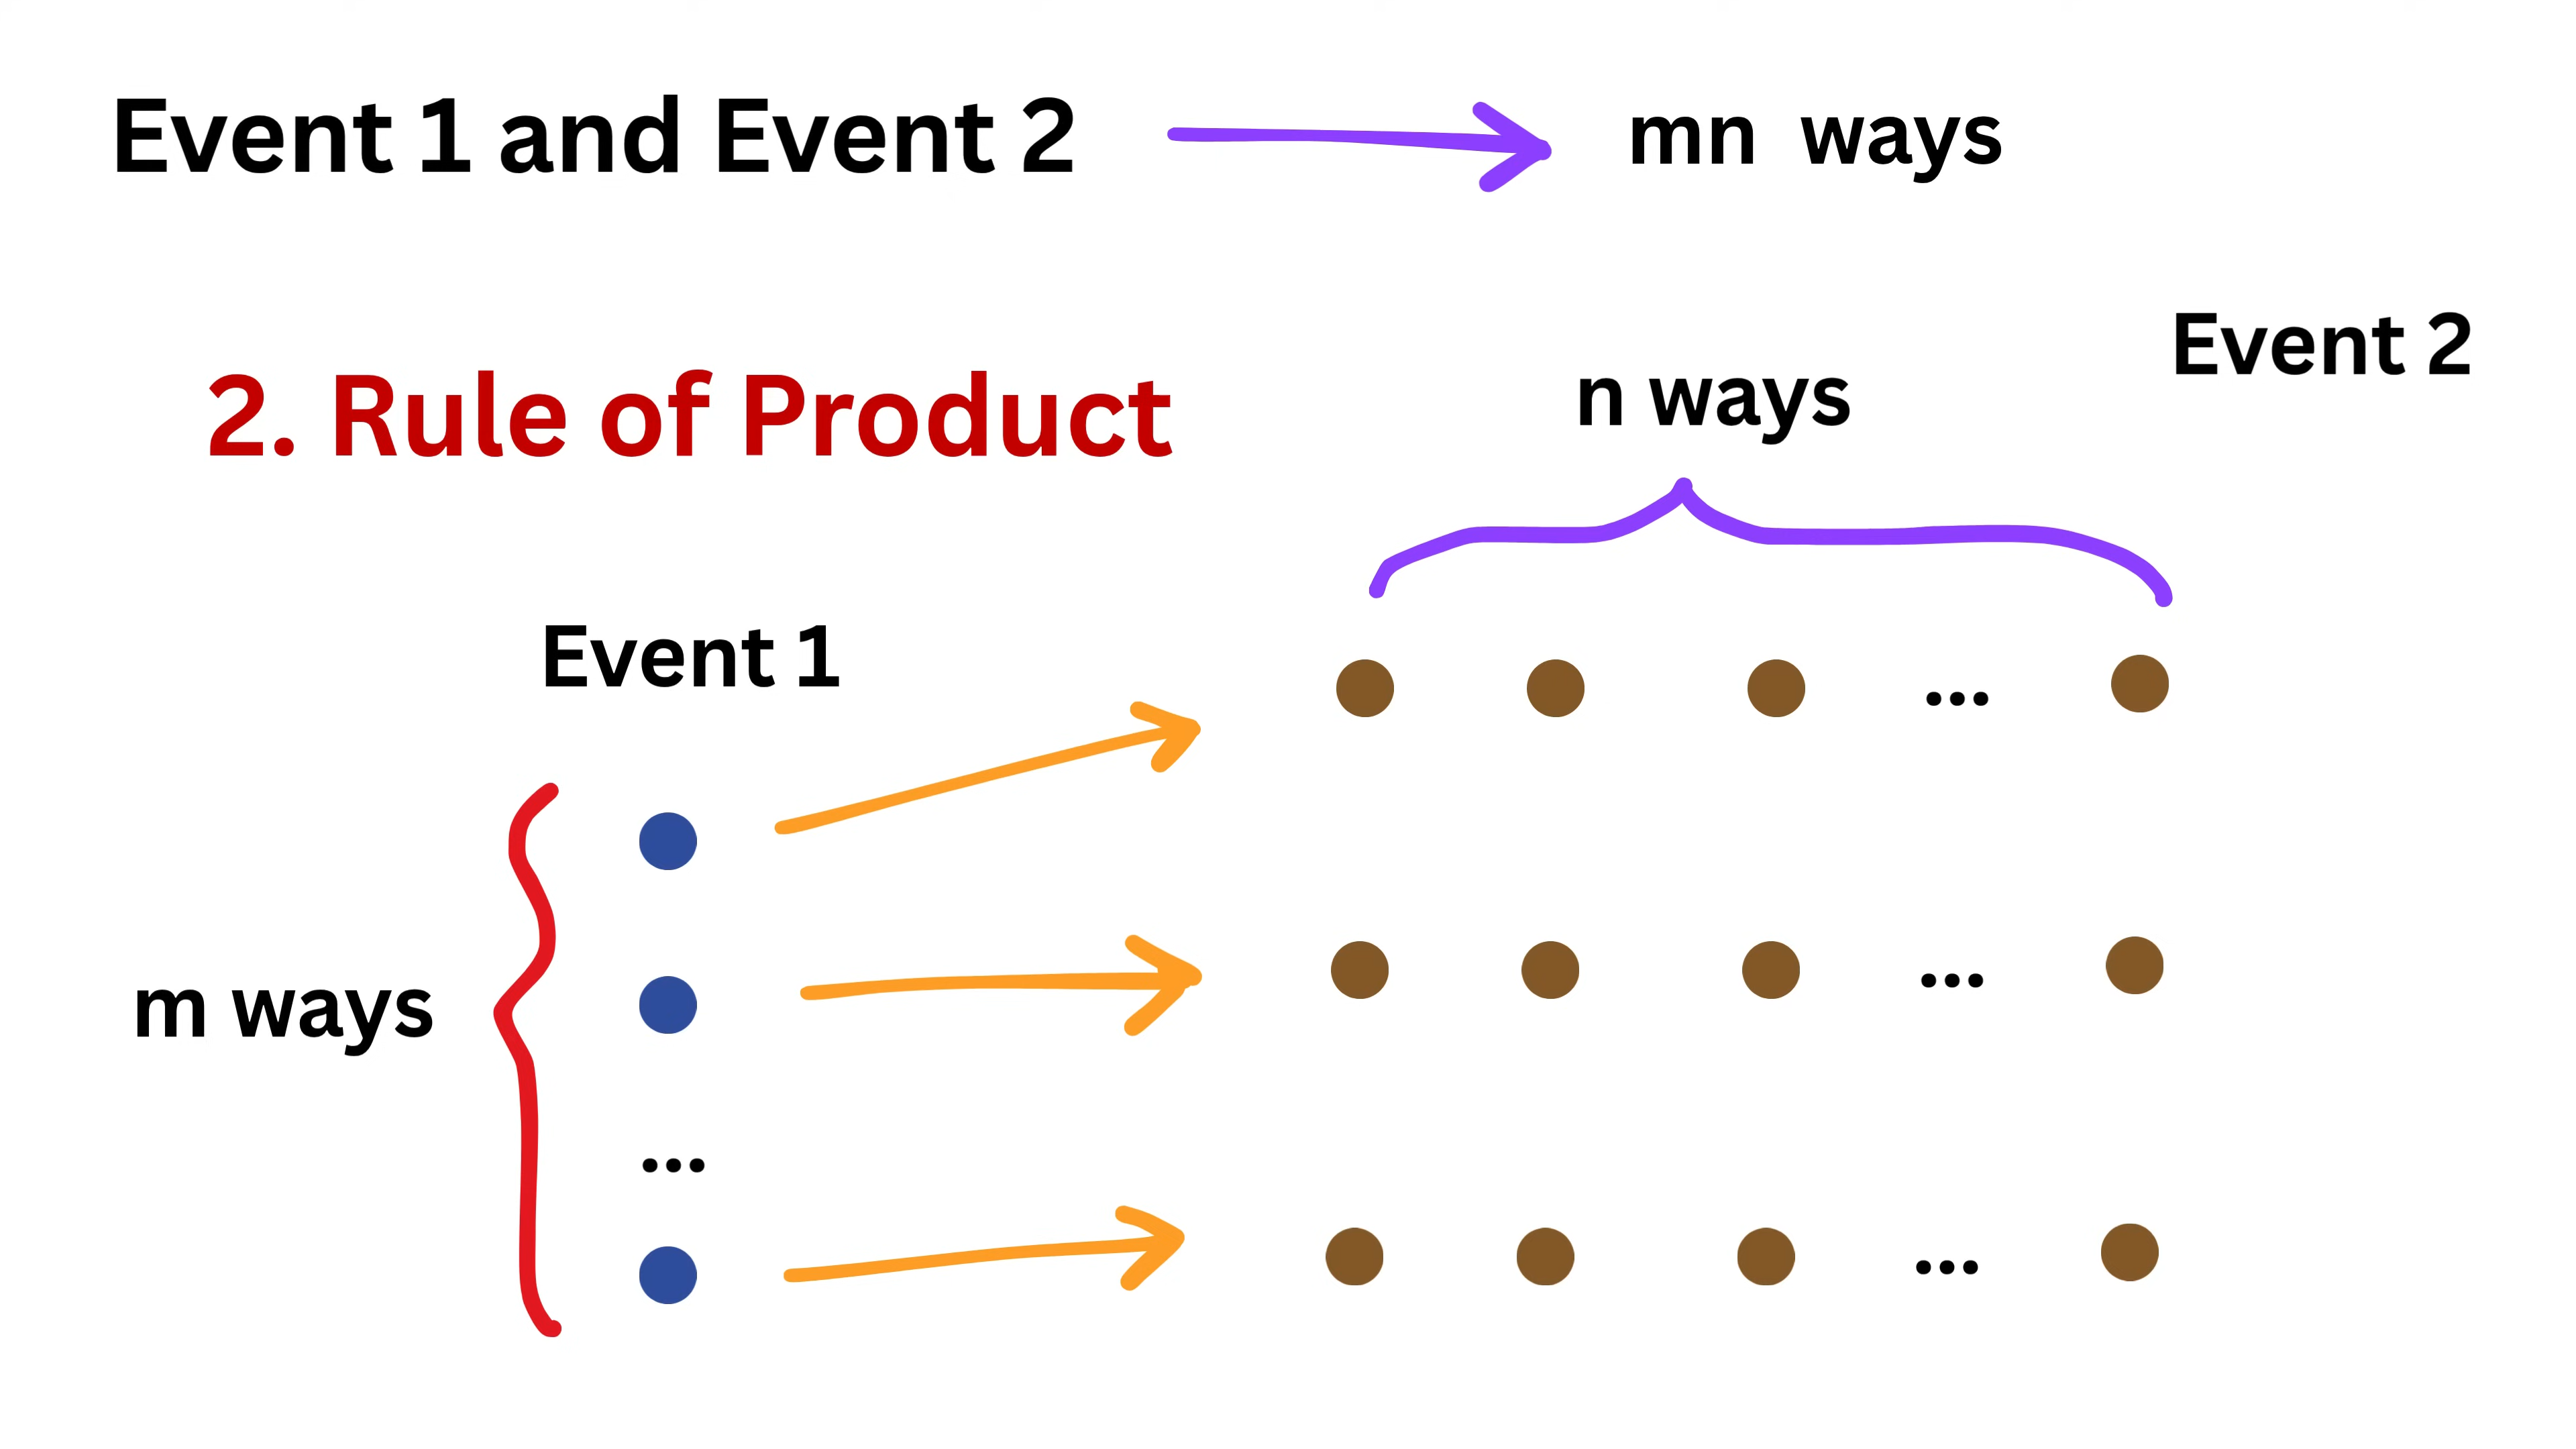 Event 1 and Event 2
mn ways
2. Rule of Product
n ways
Event 2
Event 1
...
m ways
...
...
...